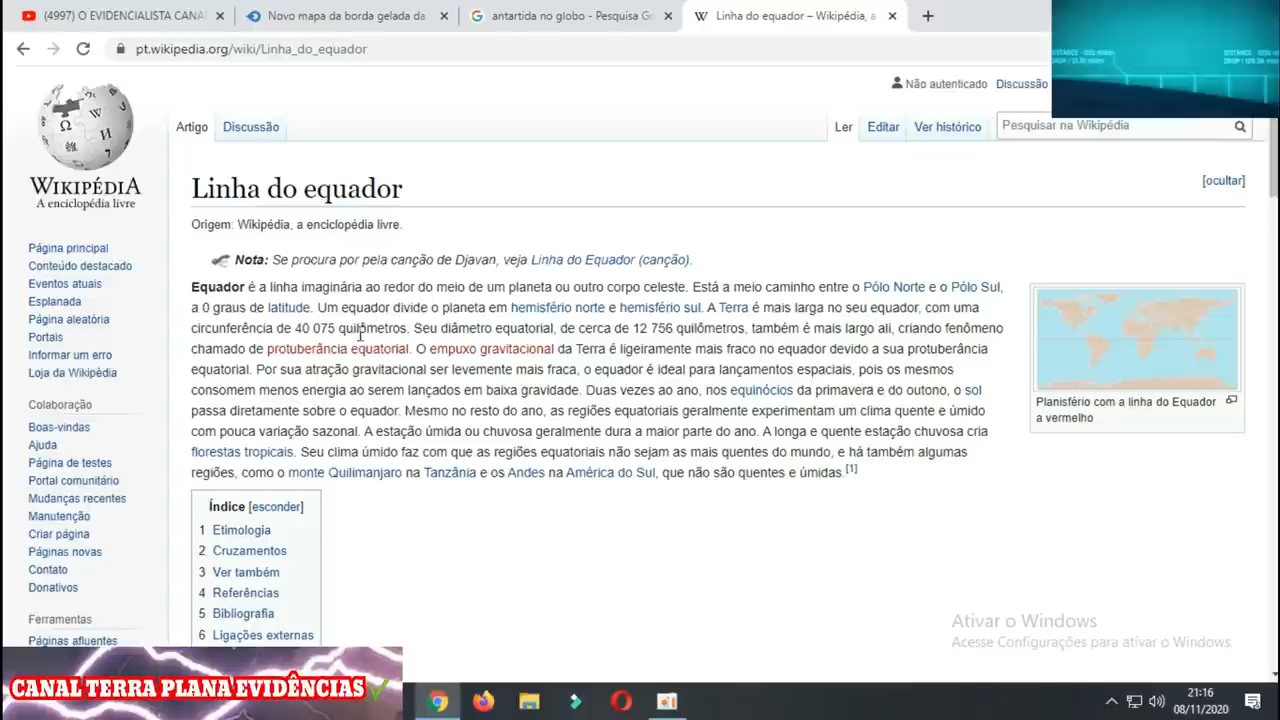 (4997) O EVIDENCIALISTA CANA
Novo mapa da borda gelada da
antartida no globo - Pesquisa Go
Linha do equador – Wikipédia, a
pt.wikipedia.org/wiki/Linha_do_equador
Não autenticado Discussão
Artigo Discussão Ler Editar Ver histórico Pesquisar na Wikipédia
WIKIPÉDIA
A enciclopédia livre
Linha do equador
[ocultar]
Origem: Wikipédia, a enciclopédia livre.
Nota: Se procura por pela canção de Djavan, veja Linha do Equador (canção).
Equador é a linha imaginária ao redor do meio de um planeta ou outro corpo celeste. Está a meio caminho entre o Pólo Norte e o Pólo Sul,
a 0 graus de latitude. Um equador divide o planeta em hemisfério norte e hemisfério sul. A Terra é mais larga no seu equador, com uma
circunferência de 40 075 quilômetros. Seu diâmetro equatorial, de cerca de 12 756 quilômetros, também é mais largo ali, criando fenômeno
chamado de protuberância equatorial. O empuxo gravitacional da Terra é ligeiramente mais fraco no equador devido a sua protuberância
equatorial. Por sua atração gravitacional ser levemente mais fraca, o equador é ideal para lançamentos espaciais, pois os mesmos
consomem menos energia ao serem lançados em baixa gravidade. Duas vezes ao ano, nos equinócios da primavera e do outono, o sol
passa diretamente sobre o equador. Mesmo no resto do ano, as regiões equatoriais geralmente experimentam um clima quente e úmido
com pouca variação sazonal. A estação úmida ou chuvosa geralmente dura a maior parte do ano. A longa e quente estação chuvosa cria
florestas tropicais. Seu clima úmido faz com que as regiões equatoriais não sejam as mais quentes do mundo, e há também algumas
regiões, como o monte Quilimanjaro na Tanzânia e os Andes na América do Sul, que não são quentes e úmidas.[1]
Planisfério com a linha do Equador
a vermelho
Índice [esconder]
1 Etimologia
2 Cruzamentos
3 Ver também
4 Referências
5 Bibliografia
6 Ligações externas
Página principal
Conteúdo destacado
Eventos atuais
Esplanada
Página aleatória
Portais
Informar um erro
Loja da Wikipédia
Colaboração
Boas-vindas
Ajuda
Página de testes
Portal comunitário
Mudanças recentes
Manutenção
Criar página
Páginas novas
Contato
Donativos
Ferramentas
Páginas afluentes
Ativar o Windows
Acesse Configurações para ativar o Windows.
CANAL TERRA PLANA EVIDÊNCIAS
21:16
08/11/2020